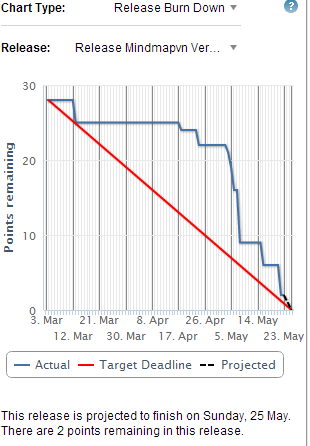 Chart Type: Release Burn Down
?
Release: Release Mindmapvn Ver...
Points remaining
30
20
10
0
3. Mar 21. Mar 8. Apr 26. Apr 14. May
12. Mar 30. Mar 17. Apr 5. May 23. May
Actual Target Deadline Projected
This release is projected to finish on Sunday, 25 May.
There are 2 points remaining in this release.